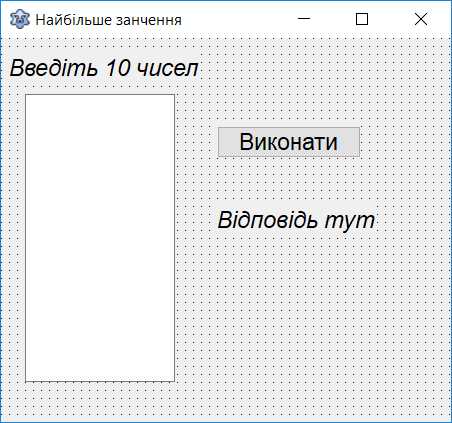 Найбільше занчення
Введіть 10 чисел
Виконати
Відповідь тут